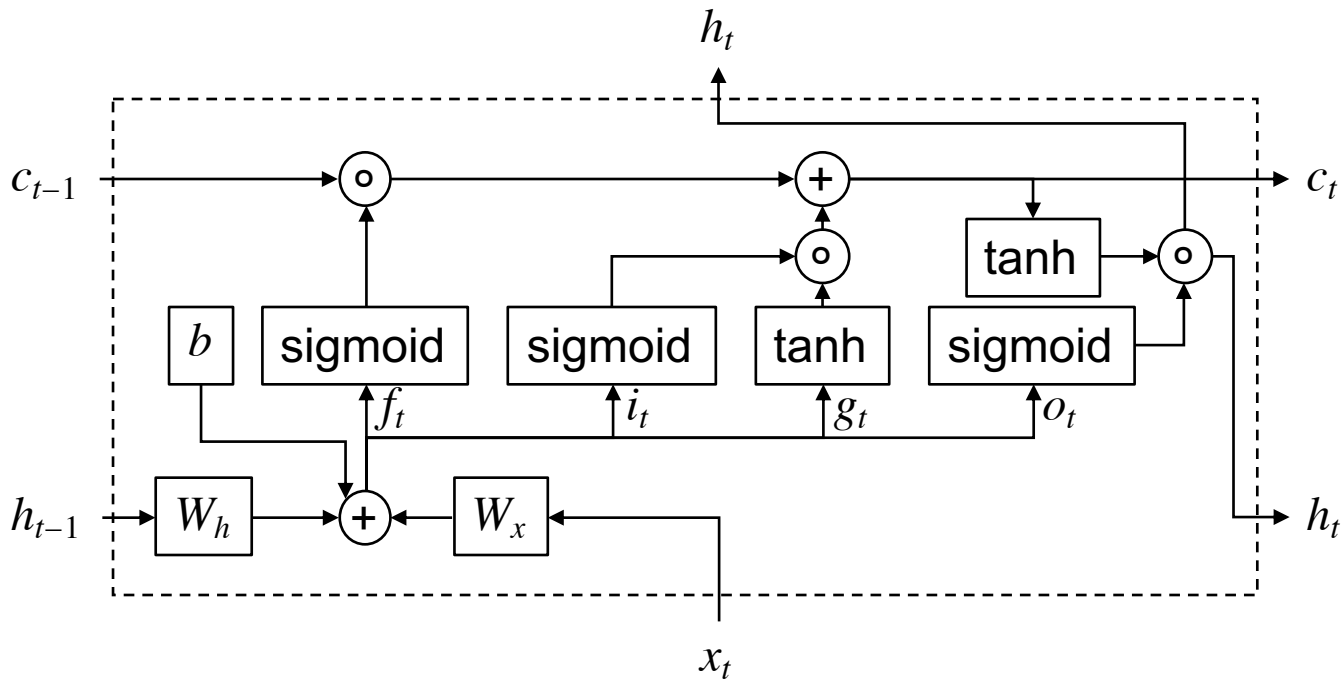 h_t
c_{t-1} ∘ + c_t
tanh ∘
∘
b sigmoid sigmoid tanh sigmoid
f_t i_t g_t o_t
h_{t-1} W_h + W_x h_t
x_t